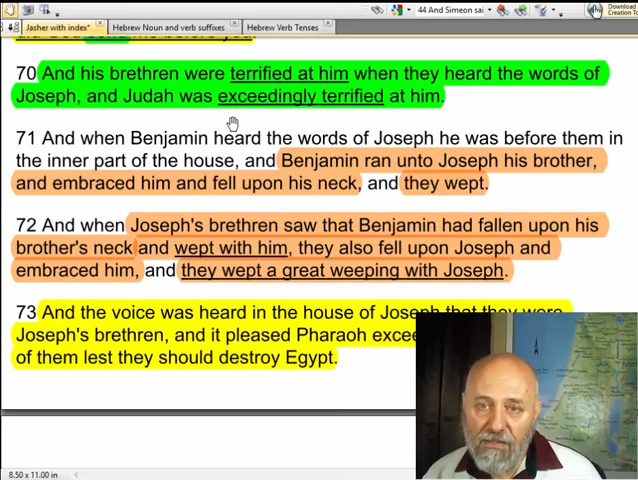 44 And Simeon sai
Download
Creation To
Jasher with index*
Hebrew Noun and verb suffixes
Hebrew Verb Tenses
70 And his brethren were terrified at him when they heard the words of
Joseph, and Judah was exceedingly terrified at him.
71 And when Benjamin heard the words of Joseph he was before them in
the inner part of the house, and Benjamin ran unto Joseph his brother,
and embraced him and fell upon his neck, and they wept.
72 And when Joseph's brethren saw that Benjamin had fallen upon his
brother's neck and wept with him, they also fell upon Joseph and
embraced him, and they wept a great weeping with Joseph.
73 And the voice was heard in the house of Joseph that they were
Joseph's brethren, and it pleased Pharaoh excee
of them lest they should destroy Egypt.
8.50 x 11.00 in